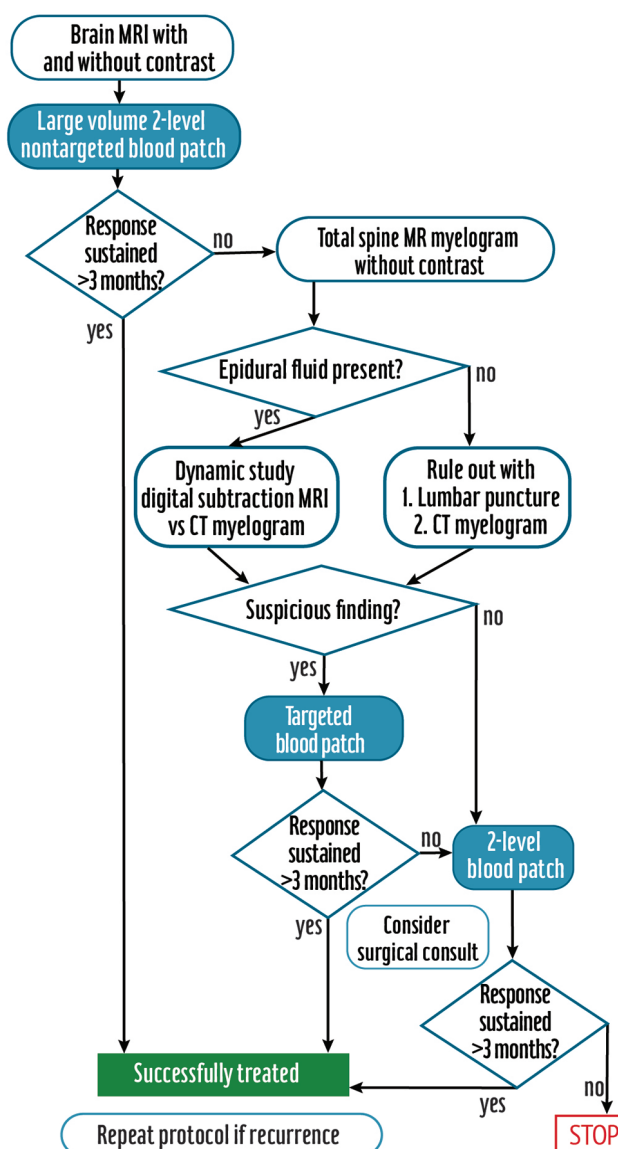 Brain MRI with
and without contrast
Large volume 2-level
nontargeted blood patch
Response
sustained
>3 months?
no
Total spine MR myelogram
without contrast
yes
Epidural fluid present?
no
yes
Dynamic study
digital subtraction MRI
vs CT myelogram
Rule out with
1. Lumbar puncture
2. CT myelogram
Suspicious finding?
no
yes
Targeted
blood patch
Response
sustained
>3 months?
no
2-level
blood patch
yes
Consider
surgical consult
Response
sustained
>3 months?
Successfully treated
yes
no
Repeat protocol if recurrence
STOP